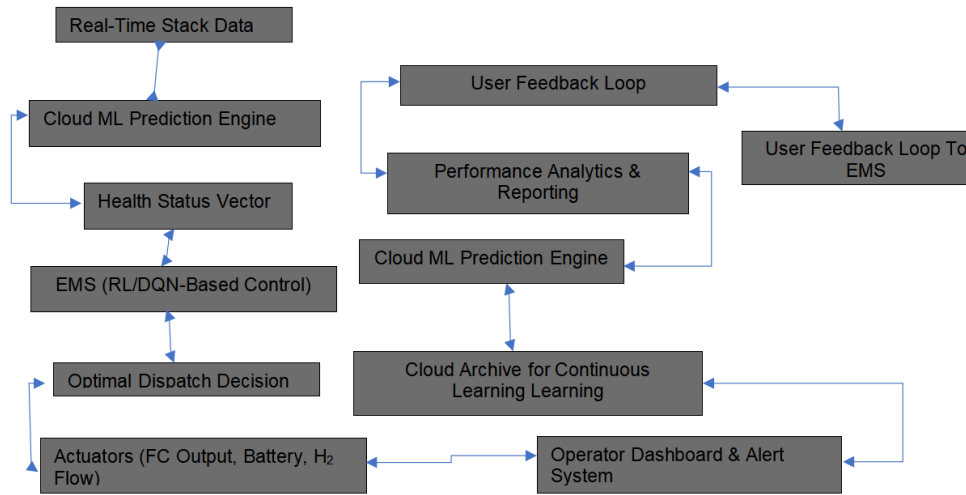 Real-Time Stack Data
Cloud ML Prediction Engine
Health Status Vector
EMS (RL/DQN-Based Control)
Optimal Dispatch Decision
Actuators (FC Output, Battery, H₂
Flow)
Operator Dashboard & Alert
System
Cloud Archive for Continuous
Learning Learning
Cloud ML Prediction Engine
Performance Analytics &
Reporting
User Feedback Loop
User Feedback Loop To
EMS